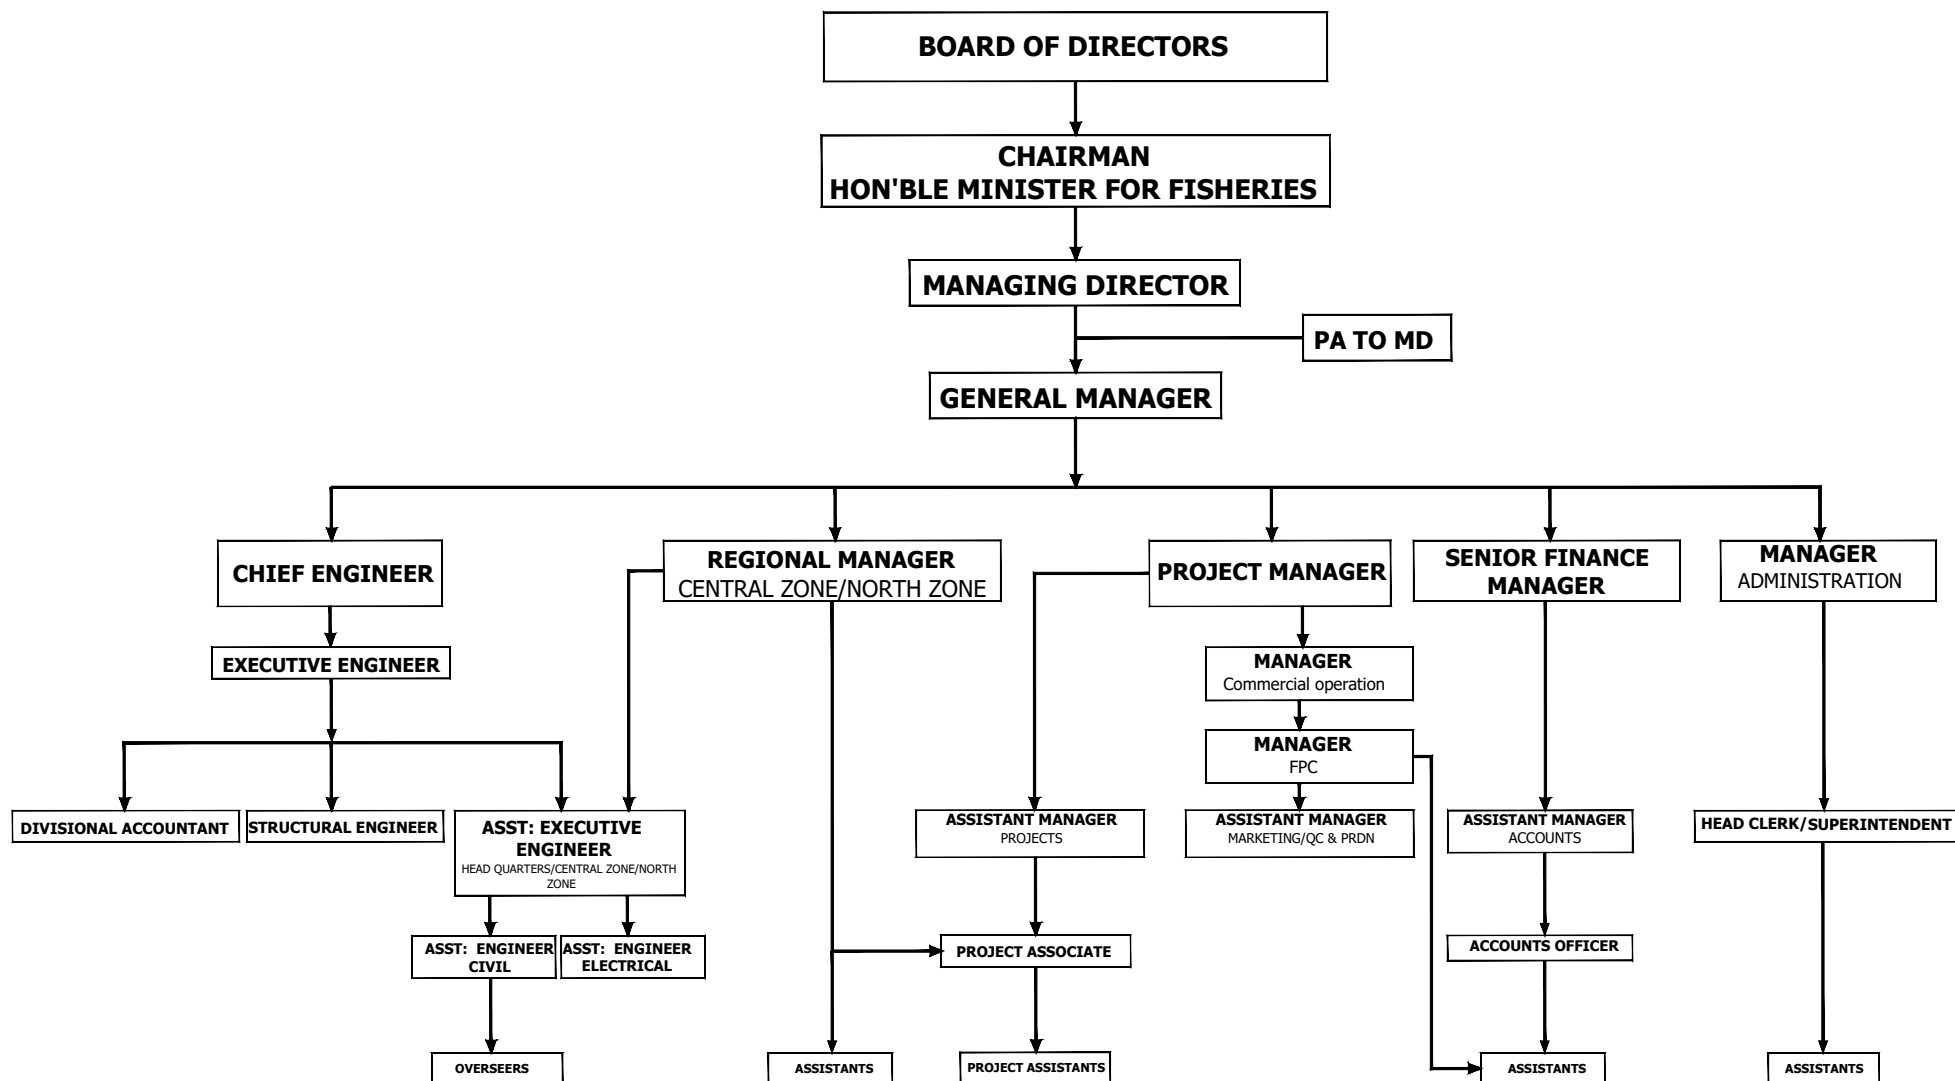 BOARD OF DIRECTORS
CHAIRMAN
HON'BLE MINISTER FOR FISHERIES
MANAGING DIRECTOR
PA TO MD
GENERAL MANAGER
CHIEF ENGINEER
REGIONAL MANAGER
CENTRAL ZONE/NORTH ZONE
PROJECT MANAGER
SENIOR FINANCE
MANAGER
MANAGER
ADMINISTRATION
EXECUTIVE ENGINEER
MANAGER
Commercial operation
MANAGER
FPC
DIVISIONAL ACCOUNTANT
STRUCTURAL ENGINEER
ASST: EXECUTIVE
ENGINEER
HEAD QUARTERS/CENTRAL ZONE/NORTH
ZONE
ASSISTANT MANAGER
PROJECTS
ASSISTANT MANAGER
MARKETING/QC & PRDN
ASSISTANT MANAGER
ACCOUNTS
HEAD CLERK/SUPERINTENDENT
ASST: ENGINEER
CIVIL
ASST: ENGINEER
ELECTRICAL
PROJECT ASSOCIATE
ACCOUNTS OFFICER
OVERSEERS
ASSISTANTS
PROJECT ASSISTANTS
ASSISTANTS
ASSISTANTS